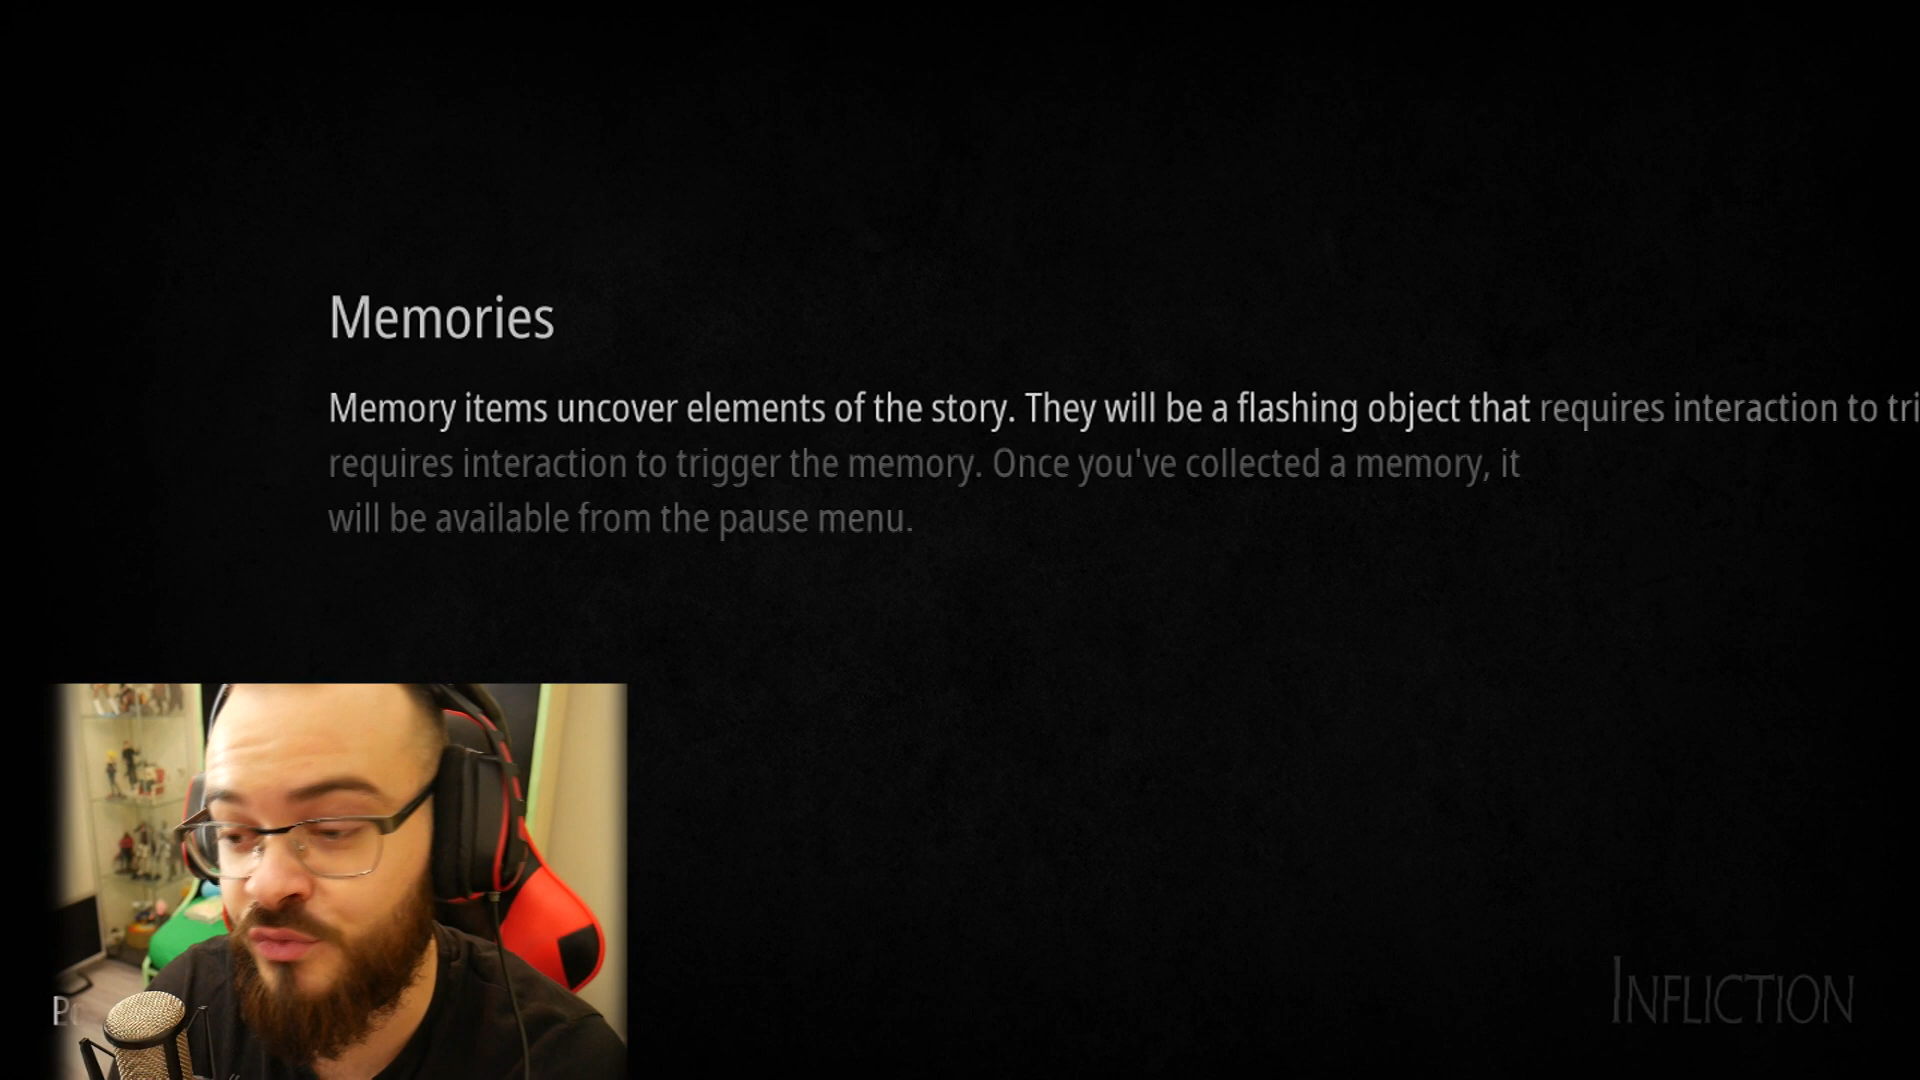 Memories
Memory items uncover elements of the story. They will be a flashing object that requires interaction to tri
requires interaction to trigger the memory. Once you've collected a memory, it
will be available from the pause menu.
INFLICTION